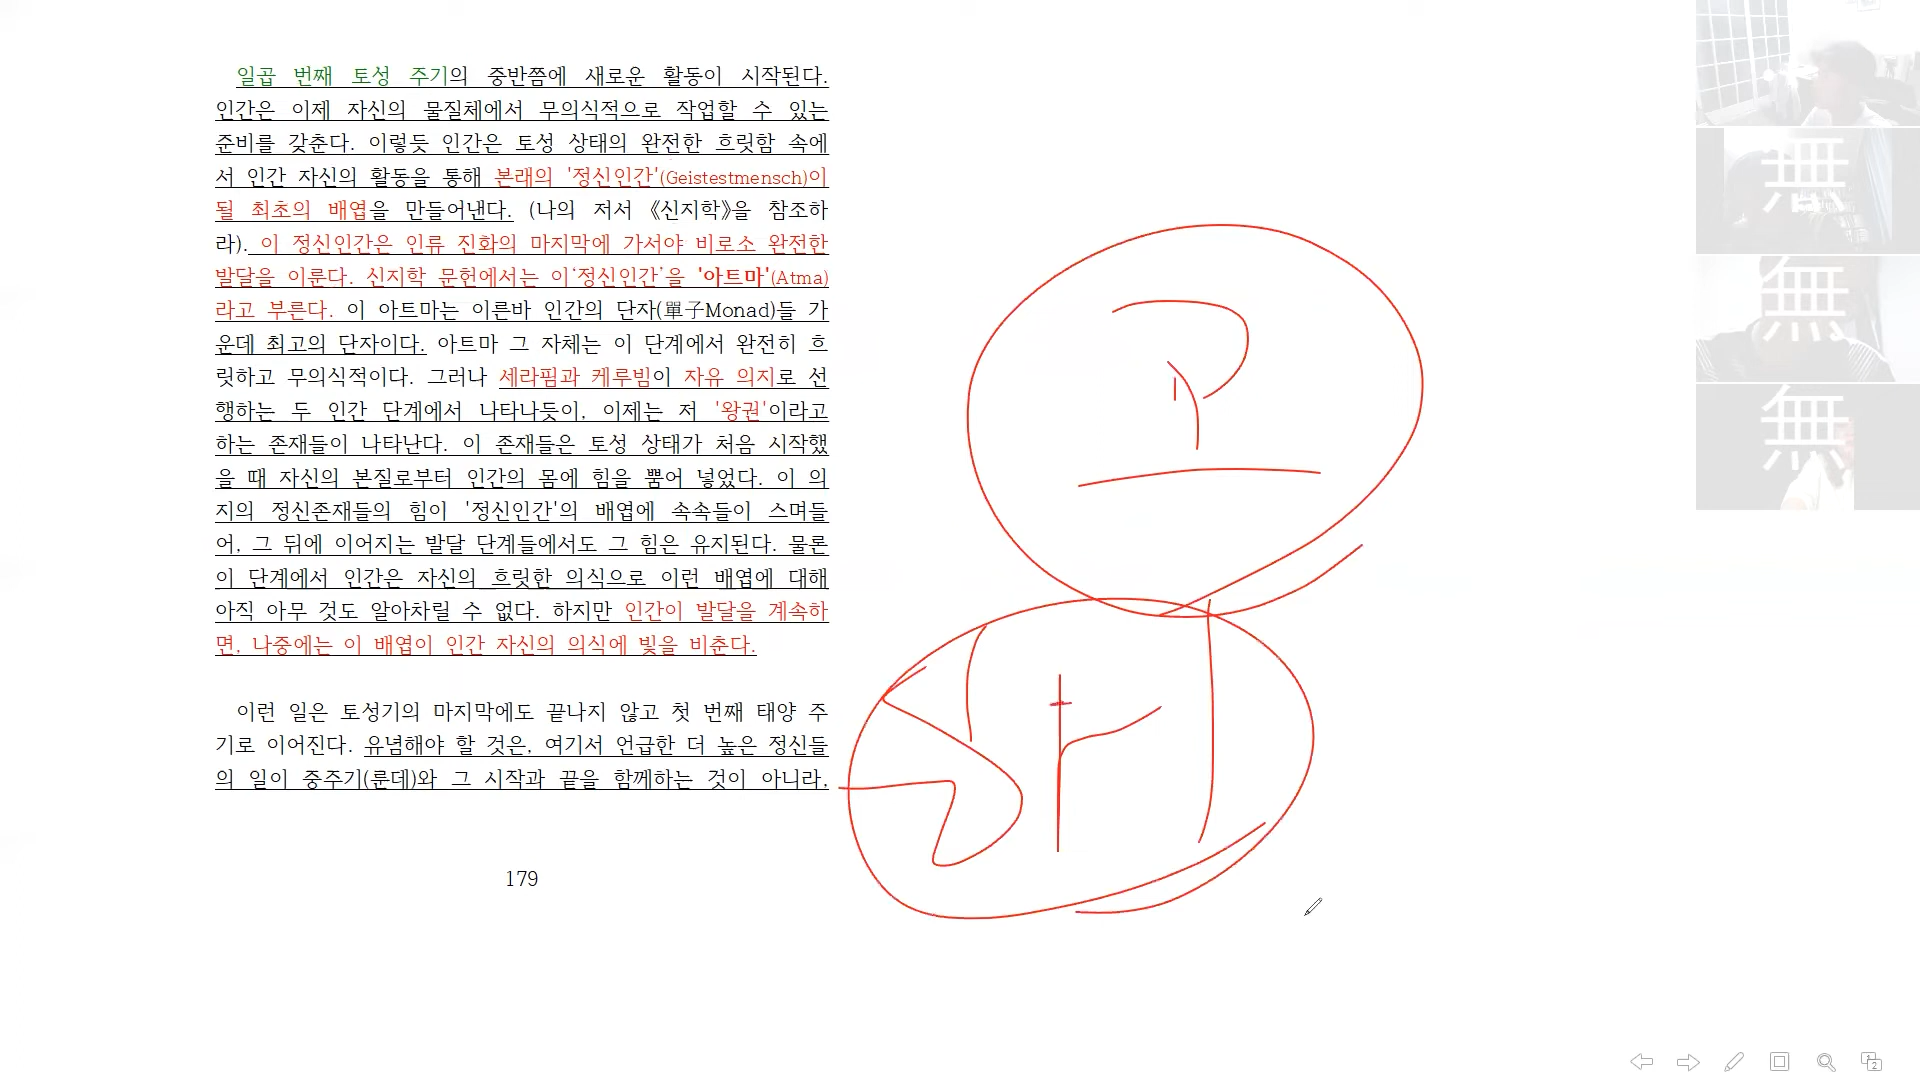 일곱 번째 토성 주기의 중반쯤에 새로운 활동이 시작된다.
인간은 이제 자신의 물질체에서 무의식적으로 작업할 수 있는
준비를 갖춘다. 이렇듯 인간은 토성 상태의 완전한 흐릿함 속에
서 인간 자신의 활동을 통해 본래의 '정신인간'(Geistestmensch)이
될 최초의 배엽을 만들어낸다. (나의 저서 《신지학》을 참조하
라). 이 정신인간은 인류 진화의 마지막에 가서야 비로소 완전한
발달을 이룬다. 신지학 문헌에서는 이‘정신인간’을 '아트마'(Atma)
라고 부른다. 이 아트마는 이른바 인간의 단자(單子Monad)들 가
운데 최고의 단자이다. 아트마 그 자체는 이 단계에서 완전히 흐
릿하고 무의식적이다. 그러나 세라핌과 케루빔이 자유 의지로 선
행하는 두 인간 단계에서 나타나듯이, 이제는 저 '왕권'이라고
하는 존재들이 나타난다. 이 존재들은 토성 상태가 처음 시작했
을 때 자신의 본질로부터 인간의 몸에 힘을 뿜어 넣었다. 이 의
지의 정신존재들의 힘이 '정신인간'의 배엽에 속속들이 스며들
어, 그 뒤에 이어지는 발달 단계들에서도 그 힘은 유지된다. 물론
이 단계에서 인간은 자신의 흐릿한 의식으로 이런 배엽에 대해
아직 아무 것도 알아차릴 수 없다. 하지만 인간이 발달을 계속하
면, 나중에는 이 배엽이 인간 자신의 의식에 빛을 비춘다.
이런 일은 토성기의 마지막에도 끝나지 않고 첫 번째 태양 주
기로 이어진다. 유념해야 할 것은, 여기서 언급한 더 높은 정신들
의 일이 중주기(룬데)와 그 시작과 끝을 함께하는 것이 아니라,
179
無
無
無